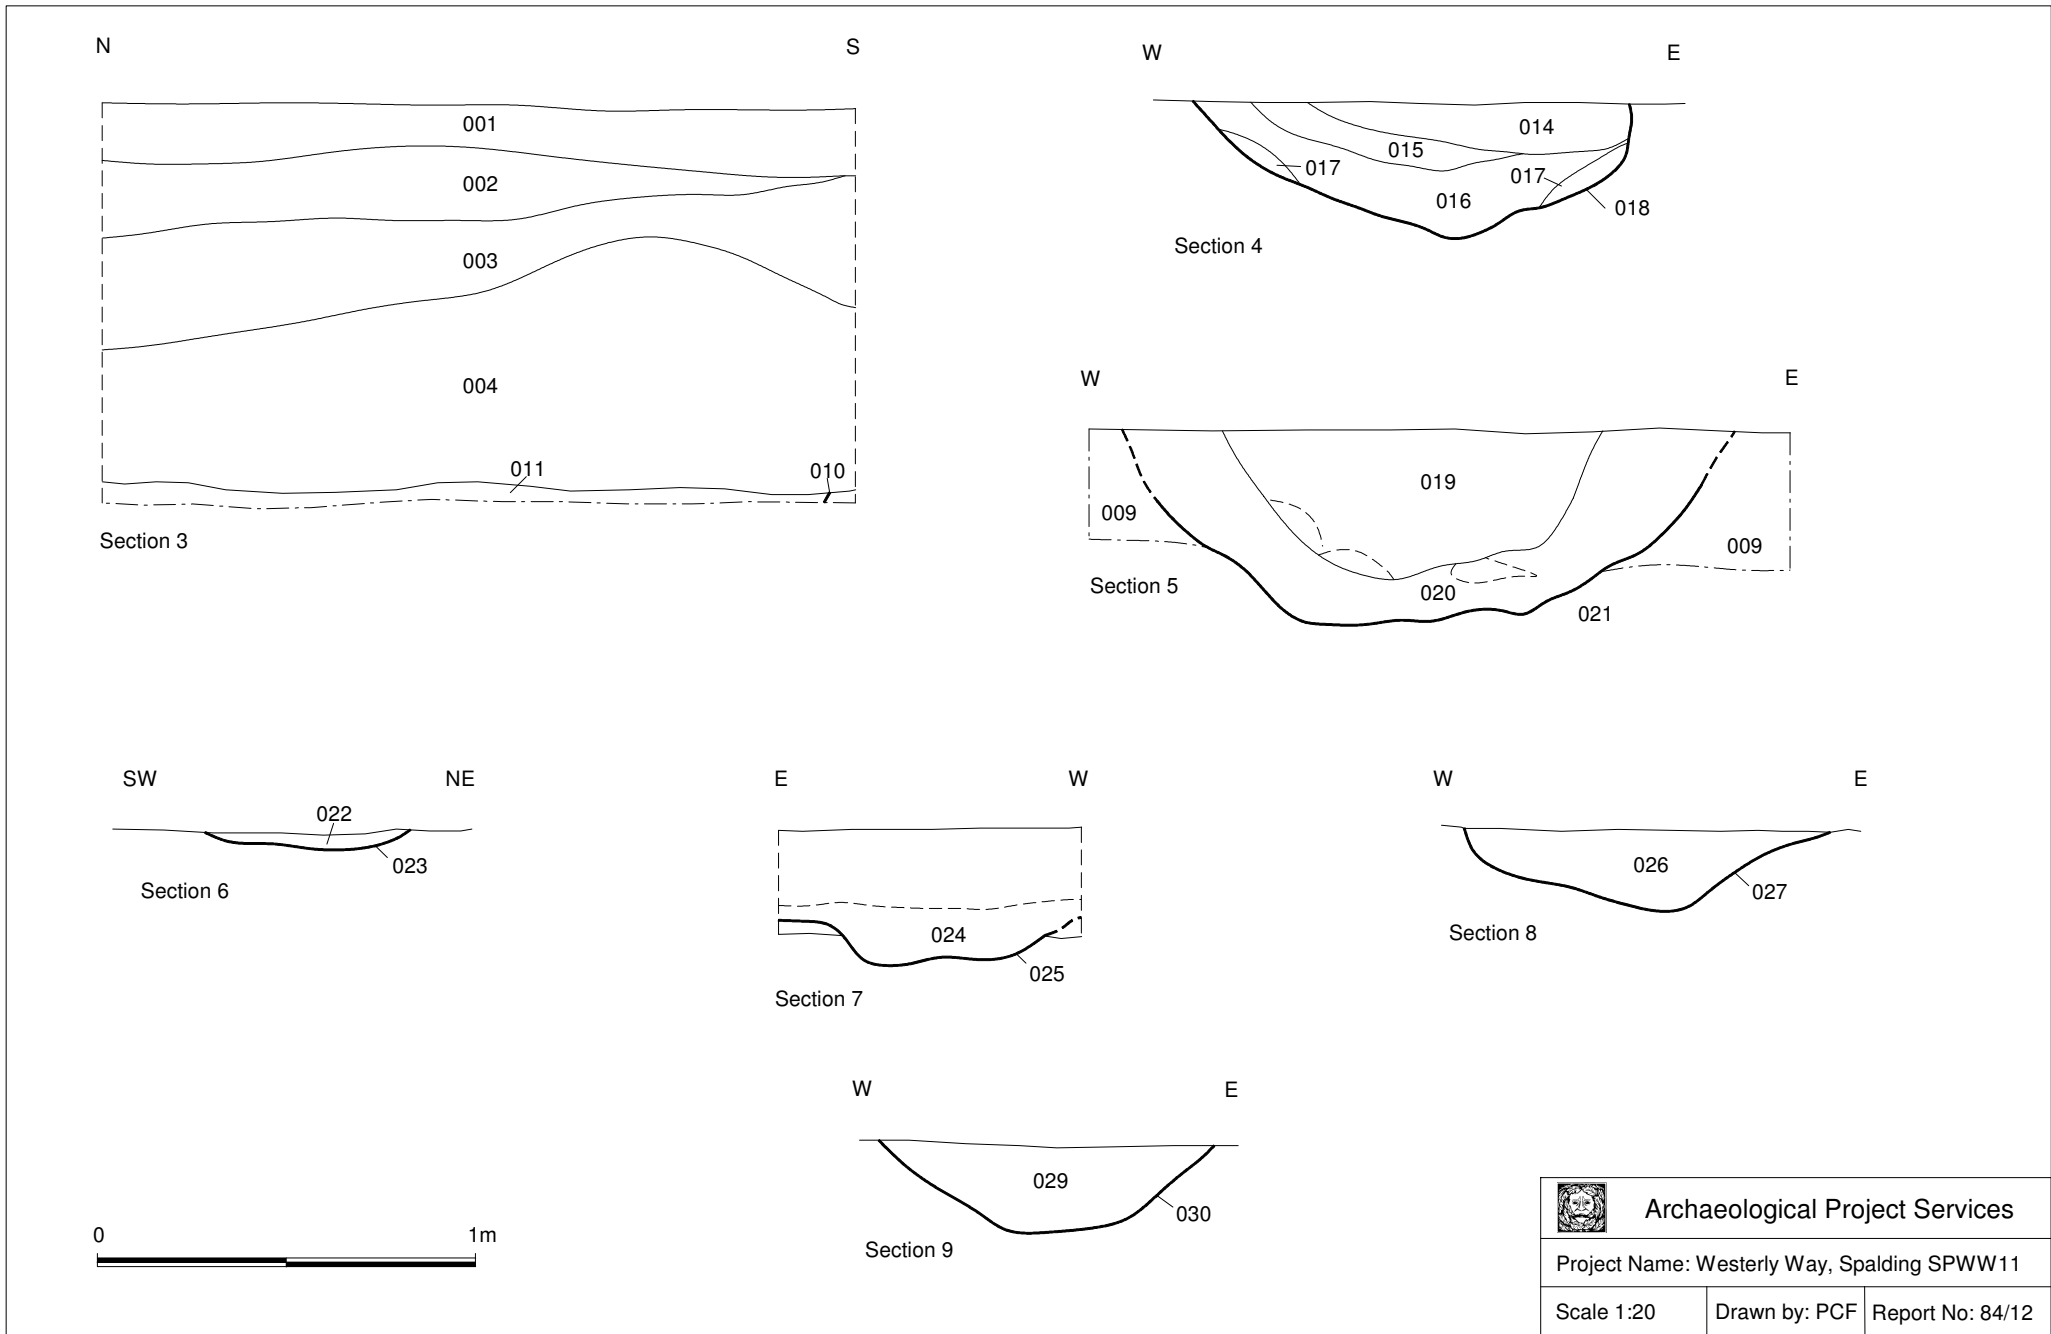 N S
001
002
003
004
011
010
Section 3
W E
014
015
017
017
016
018
Section 4
W E
019
009
009
020
021
Section 5
SW NE
022
023
Section 6
E W
024
025
Section 7
W E
026
027
Section 8
W E
029
030
Section 9
0 1m
Archaeological Project Services
Project Name: Westerly Way, Spalding SPWW11
Scale 1:20 Drawn by: PCF Report No: 84/12